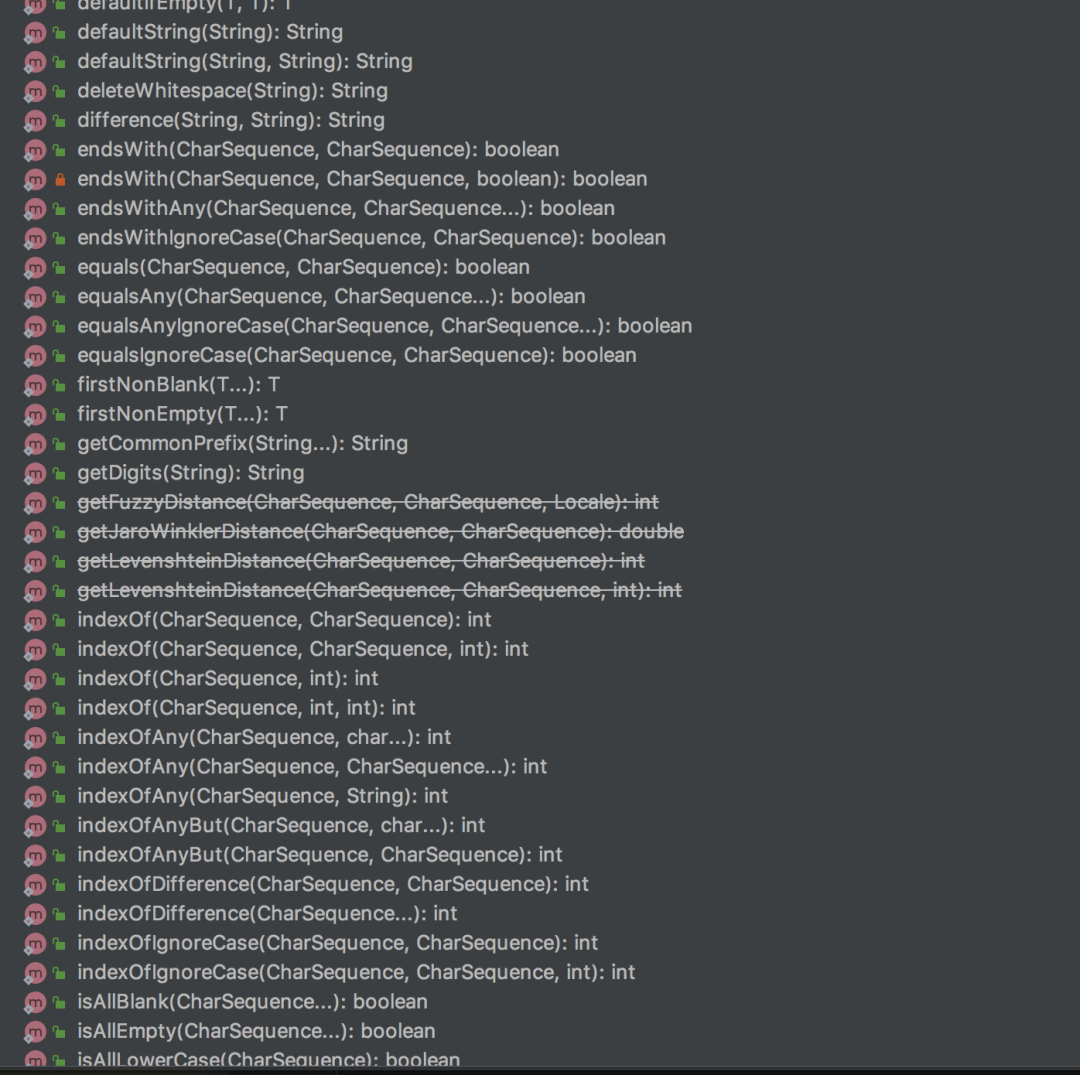 defaultIfEmpty(T, T): T
defaultString(String): String
defaultString(String, String): String
deleteWhitespace(String): String
difference(String, String): String
endsWith(CharSequence, CharSequence): boolean
endsWith(CharSequence, CharSequence, boolean): boolean
endsWithAny(CharSequence, CharSequence...): boolean
endsWithIgnoreCase(CharSequence, CharSequence): boolean
equals(CharSequence, CharSequence): boolean
equalsAny(CharSequence, CharSequence...): boolean
equalsAnyIgnoreCase(CharSequence, CharSequence...): boolean
equalsIgnoreCase(CharSequence, CharSequence): boolean
firstNonBlank(T...): T
firstNonEmpty(T...): T
getCommonPrefix(String...): String
getDigits(String): String
getFuzzyDistance(CharSequence, CharSequence, Locale): int
getJaroWinklerDistance(CharSequence, CharSequence): double
getLevenshteinDistance(CharSequence, CharSequence): int
getLevenshteinDistance(CharSequence, CharSequence, int): int
indexOf(CharSequence, CharSequence): int
indexOf(CharSequence, CharSequence, int): int
indexOf(CharSequence, int): int
indexOf(CharSequence, int, int): int
indexOfAny(CharSequence, char...): int
indexOfAny(CharSequence, CharSequence...): int
indexOfAny(CharSequence, String): int
indexOfAnyBut(CharSequence, char...): int
indexOfAnyBut(CharSequence, CharSequence): int
indexOfDifference(CharSequence, CharSequence): int
indexOfDifference(CharSequence...): int
indexOfIgnoreCase(CharSequence, CharSequence): int
indexOfIgnoreCase(CharSequence, CharSequence, int): int
isAllBlank(CharSequence...): boolean
isAllEmpty(CharSequence...): boolean
isAllLowerCase(CharSequence): boolean